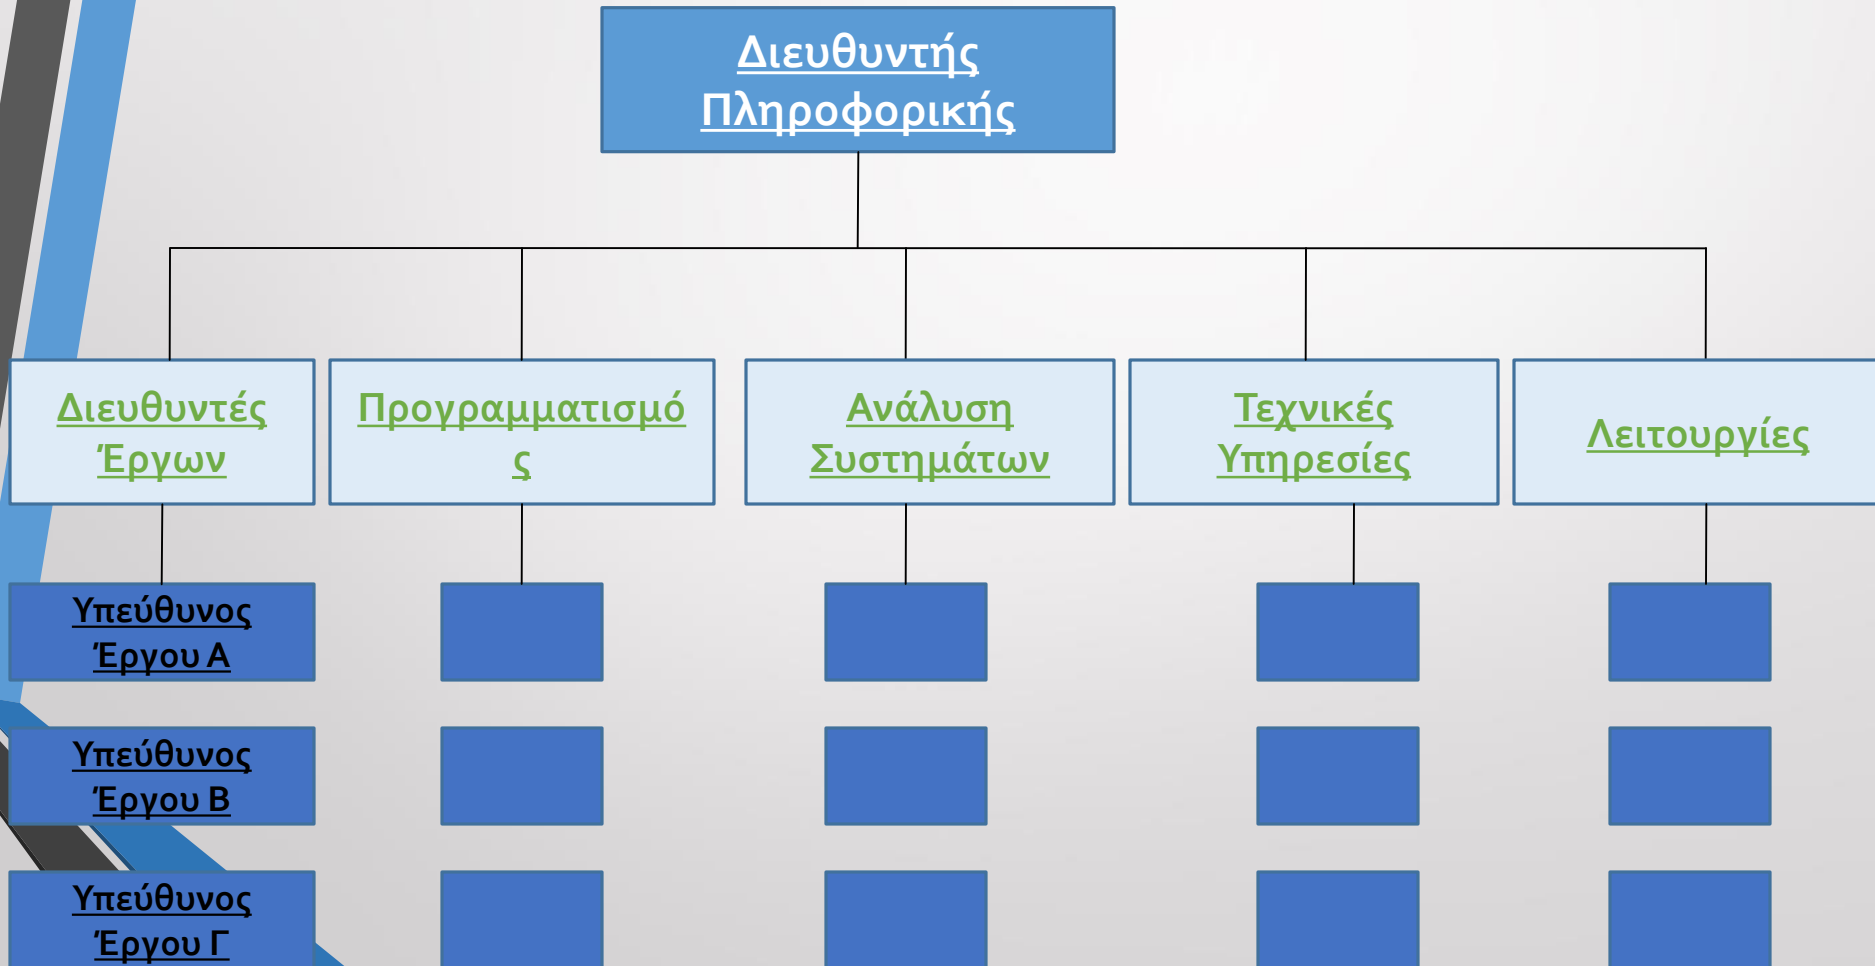 Διευθυντής
Πληροφορικής
Διευθυντές
Έργων
Προγραμματισμό
ς
Ανάλυση
Συστημάτων
Τεχνικές
Υπηρεσίες
Λειτουργίες
Υπεύθυνος
Έργου Α
Υπεύθυνος
Έργου Β
Υπεύθυνος
Έργου Γ